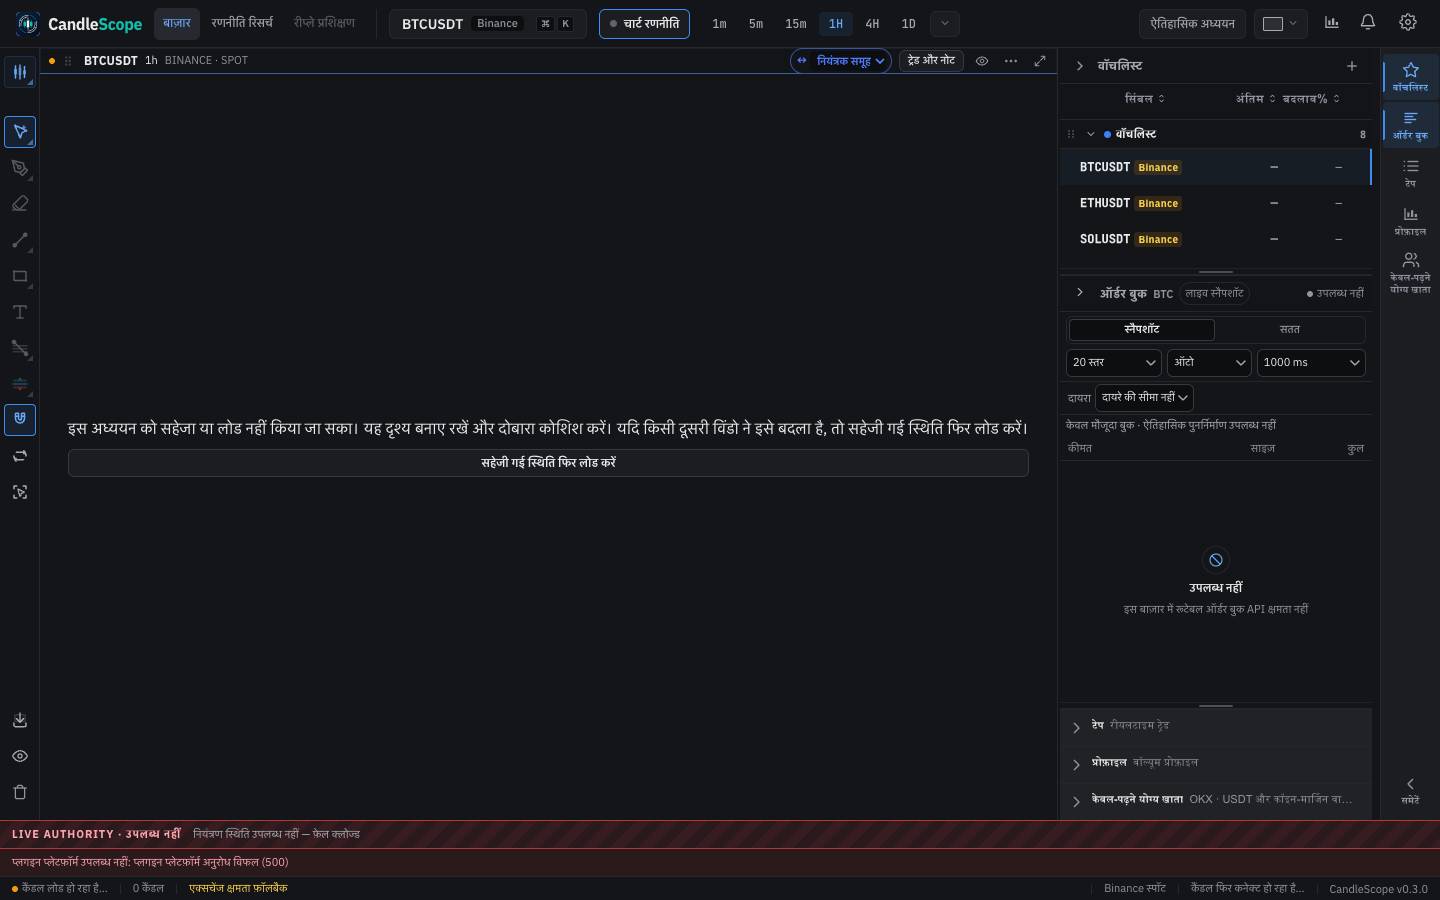 CandleScope बाज़ार रणनीति रिसर्च रीप्ले प्रशिक्षण BTCUSDT Binance ⌘ K चार्ट रणनीति 1m 5m 15m 1H 4H 1D ऐतिहासिक अध्ययन
BTCUSDT 1h BINANCE · SPOT नियंत्रक समूह ट्रेड और नोट
वॉचलिस्ट
सिंबल अंतिम बदलाव%
वॉचलिस्ट 8
BTCUSDT Binance — —
ETHUSDT Binance — —
SOLUSDT Binance — —
वॉचलिस्ट
ऑर्डर बुक
टेप
प्रोफ़ाइल
केवल-पढ़ने
योग्य खाता
ऑर्डर बुक BTC लाइव स्नैपशॉट उपलब्ध नहीं
स्नैपशॉट सतत
20 स्तर ऑटो 1000 ms
दायरा दायरे की सीमा नहीं
केवल मौजूदा बुक · ऐतिहासिक पुनर्निर्माण उपलब्ध नहीं
कीमत साइज़ कुल
इस अध्ययन को सहेजा या लोड नहीं किया जा सका। यह दृश्य बनाए रखें और दोबारा कोशिश करें। यदि किसी दूसरी विंडो ने इसे बदला है, तो सहेजी गई स्थिति फिर लोड करें।
सहेजी गई स्थिति फिर लोड करें
उपलब्ध नहीं
इस बाज़ार में रूटेबल ऑर्डर बुक API क्षमता नहीं
टेप रीयलटाइम ट्रेड
प्रोफ़ाइल वॉल्यूम प्रोफ़ाइल
केवल-पढ़ने योग्य खाता OKX · USDT और कॉइन-मार्जिन वा...
समेटें
LIVE AUTHORITY · उपलब्ध नहीं नियंत्रण स्थिति उपलब्ध नहीं — फ़ेल क्लोज्ड
प्लगइन प्लेटफ़ॉर्म उपलब्ध नहीं: प्लगइन प्लेटफ़ॉर्म अनुरोध विफल (500)
कैंडल लोड हो रहा है... 0 कैंडल एक्सचेंज क्षमता फ़ॉलबैक Binance स्पॉट कैंडल फिर कनेक्ट हो रहा है... CandleScope v0.3.0